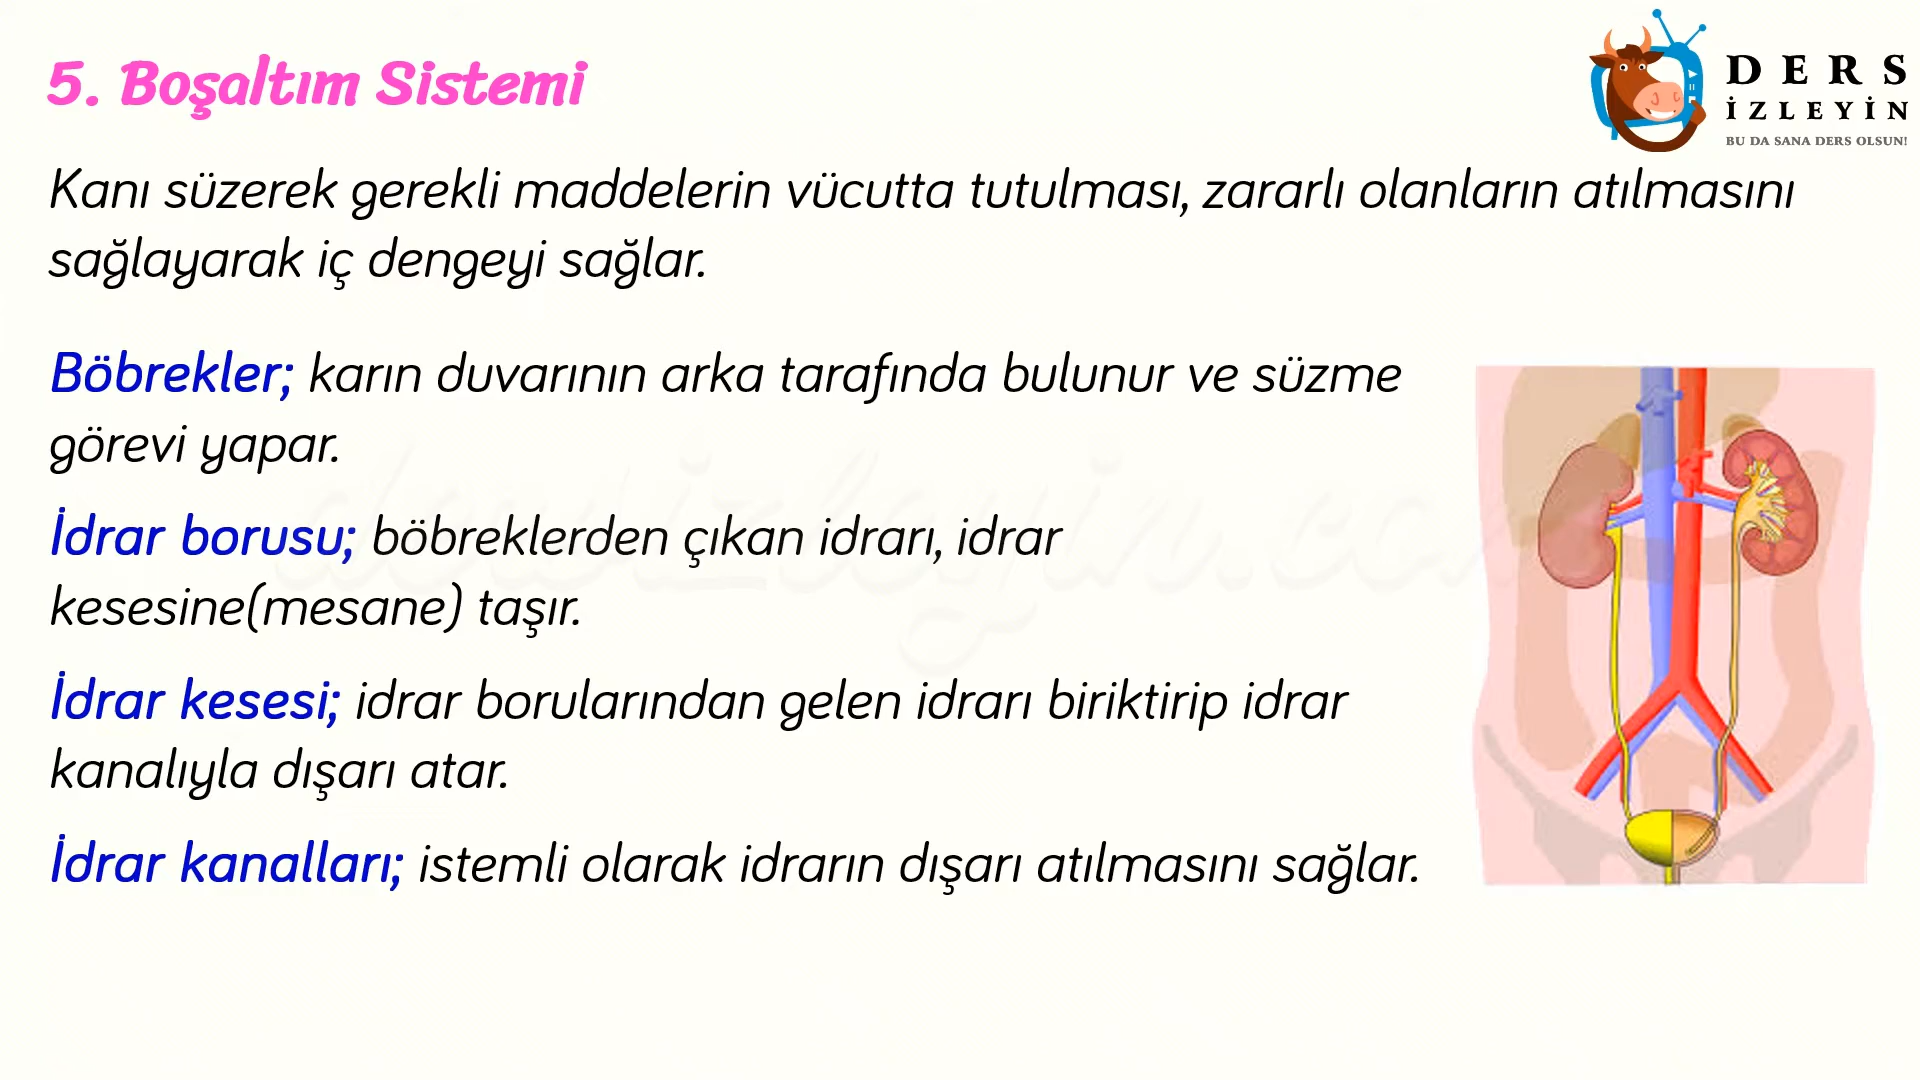 5. Boşaltım Sistemi
DERS
İZLEYİN
BU DA SANA DERS OLSUN!
Kanı süzerek gerekli maddelerin vücutta tutulması, zararlı olanların atılmasını
sağlayarak iç dengeyi sağlar.
Böbrekler; karın duvarının arka tarafında bulunur ve süzme
görevi yapar.
İdrar borusu; böbreklerden çıkan idrarı, idrar
kesesine(mesane) taşır.
İdrar kesesi; idrar borularından gelen idrarı biriktirip idrar
kanalıyla dışarı atar.
İdrar kanalları; istemli olarak idrarın dışarı atılmasını sağlar.